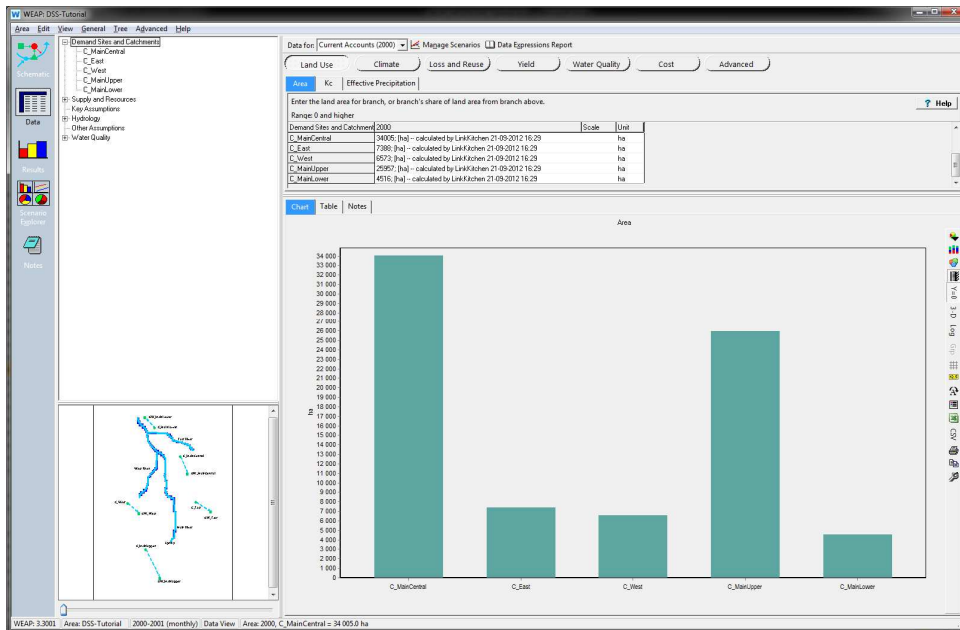 WEAP: DSS-Tutorial
Area Edit View General Tree Advanced Help
Schematic
Data
Results
Scenario
Explorer
Notes
Demand Sites and Catchments
C_MainCentral
C_East
C_West
C_MainUpper
C_MainLower
Supply and Resources
Key Assumptions
Hydrology
Other Assumptions
Water Quality
Data for: Current Accounts (2000) Manage Scenarios Data Expressions Report
Land Use Climate Loss and Reuse Yield Water Quality Cost Advanced
Area Kc Effective Precipitation
Enter the land area for branch, or branch's share of land area from branch above.
Range: 0 and higher
? Help
Demand Sites and Catchment 2000 Scale Unit
C_MainCentral 34005; [ha] -- calculated by LinkKitchen 21-09-2012 16:29 ha
C_East 7388; [ha] -- calculated by LinkKitchen 21-09-2012 16:29 ha
C_West 6573; [ha] -- calculated by LinkKitchen 21-09-2012 16:29 ha
C_MainUpper 25957; [ha] -- calculated by LinkKitchen 21-09-2012 16:29 ha
C_MainLower 4516; [ha] -- calculated by LinkKitchen 21-09-2012 16:29 ha
Chart Table Notes
Area
34 000
33 000
32 000
31 000
30 000
29 000
28 000
27 000
26 000
25 000
24 000
23 000
22 000
21 000
20 000
19 000
18 000
17 000
16 000
15 000
14 000
13 000
12 000
11 000
10 000
9 000
8 000
7 000
6 000
5 000
4 000
3 000
2 000
1 000
0
ha
C_MainCentral C_East C_West C_MainUpper C_MainLower
Y=0
3-D
Log
Grp
CSV
WEAP: 3.3001 Area: DSS-Tutorial 2000-2001 (monthly) Data View Area: 2000, C_MainCentral = 34 005.0 ha